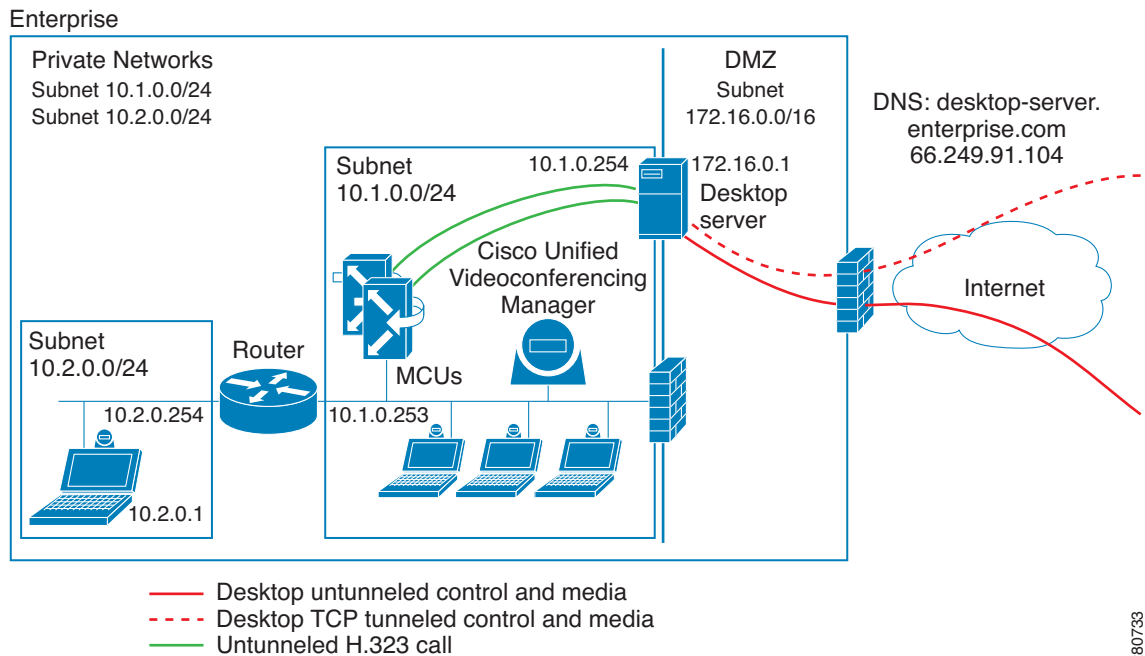 Enterprise
Private Networks
Subnet 10.1.0.0/24
Subnet 10.2.0.0/24
DMZ
Subnet
172.16.0.0/16
DNS: desktop-server.
enterprise.com
66.249.91.104
Subnet
10.1.0.0/24
10.1.0.254
172.16.0.1
Desktop
server
Cisco Unified
Videoconferencing
Manager
Internet
Subnet
10.2.0.0/24
Router
MCUs
10.2.0.254
10.1.0.253
10.2.0.1
Desktop untunneled control and media
Desktop TCP tunneled control and media
Untunneled H.323 call
80733